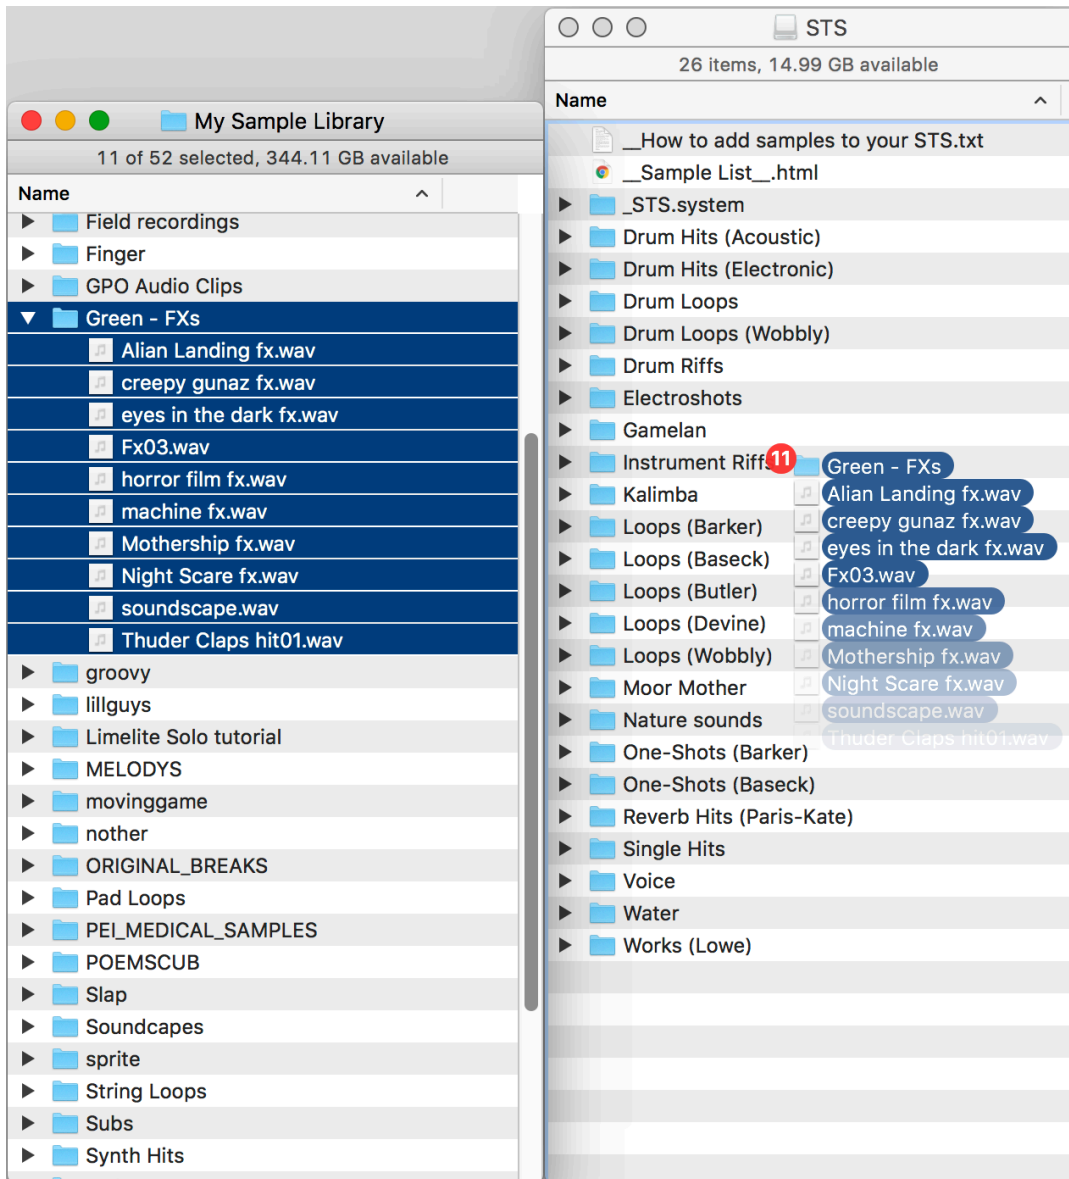 My Sample Library
11 of 52 selected, 344.11 GB available
Name
Field recordings
Finger
GPO Audio Clips
Green - FXs
Alian Landing fx.wav
creepy gunaz fx.wav
eyes in the dark fx.wav
Fx03.wav
horror film fx.wav
machine fx.wav
Mothership fx.wav
Night Scare fx.wav
soundscape.wav
Thuder Claps hit01.wav
groovy
lillguys
Limelite Solo tutorial
MELODYS
movinggame
nother
ORIGINAL_BREAKS
Pad Loops
PEI_MEDICAL_SAMPLES
POEMSCUB
Slap
Soundcapes
sprite
String Loops
Subs
Synth Hits
STS
26 items, 14.99 GB available
Name
__How to add samples to your STS.txt
__Sample List__.html
_STS.system
Drum Hits (Acoustic)
Drum Hits (Electronic)
Drum Loops
Drum Loops (Wobbly)
Drum Riffs
Electroshots
Gamelan
Instrument Riffs
Kalimba
Loops (Barker)
Loops (Baseck)
Loops (Butler)
Loops (Devine)
Loops (Wobbly)
Moor Mother
Nature sounds
One-Shots (Barker)
One-Shots (Baseck)
Reverb Hits (Paris-Kate)
Single Hits
Voice
Water
Works (Lowe)
11
Green - FXs
Alian Landing fx.wav
creepy gunaz fx.wav
eyes in the dark fx.wav
Fx03.wav
horror film fx.wav
machine fx.wav
Mothership fx.wav
Night Scare fx.wav
soundscape.wav
Thuder Claps hit01.wav